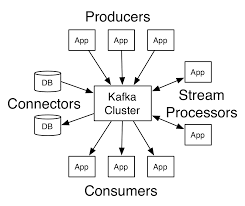 Producers
App
App
App
DB
App
Connectors
Kafka
Cluster
Stream
Processors
DB
App
App
App
App
Consumers